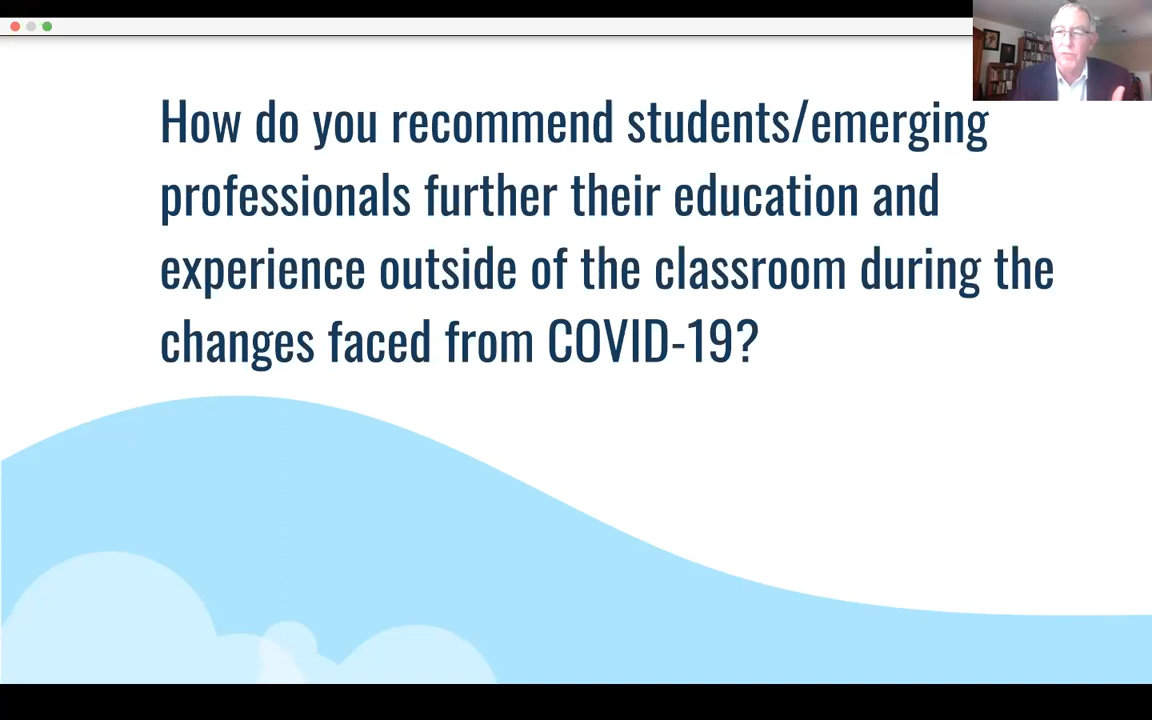 How do you recommend students/emerging
professionals further their education and
experience outside of the classroom during the
changes faced from COVID-19?